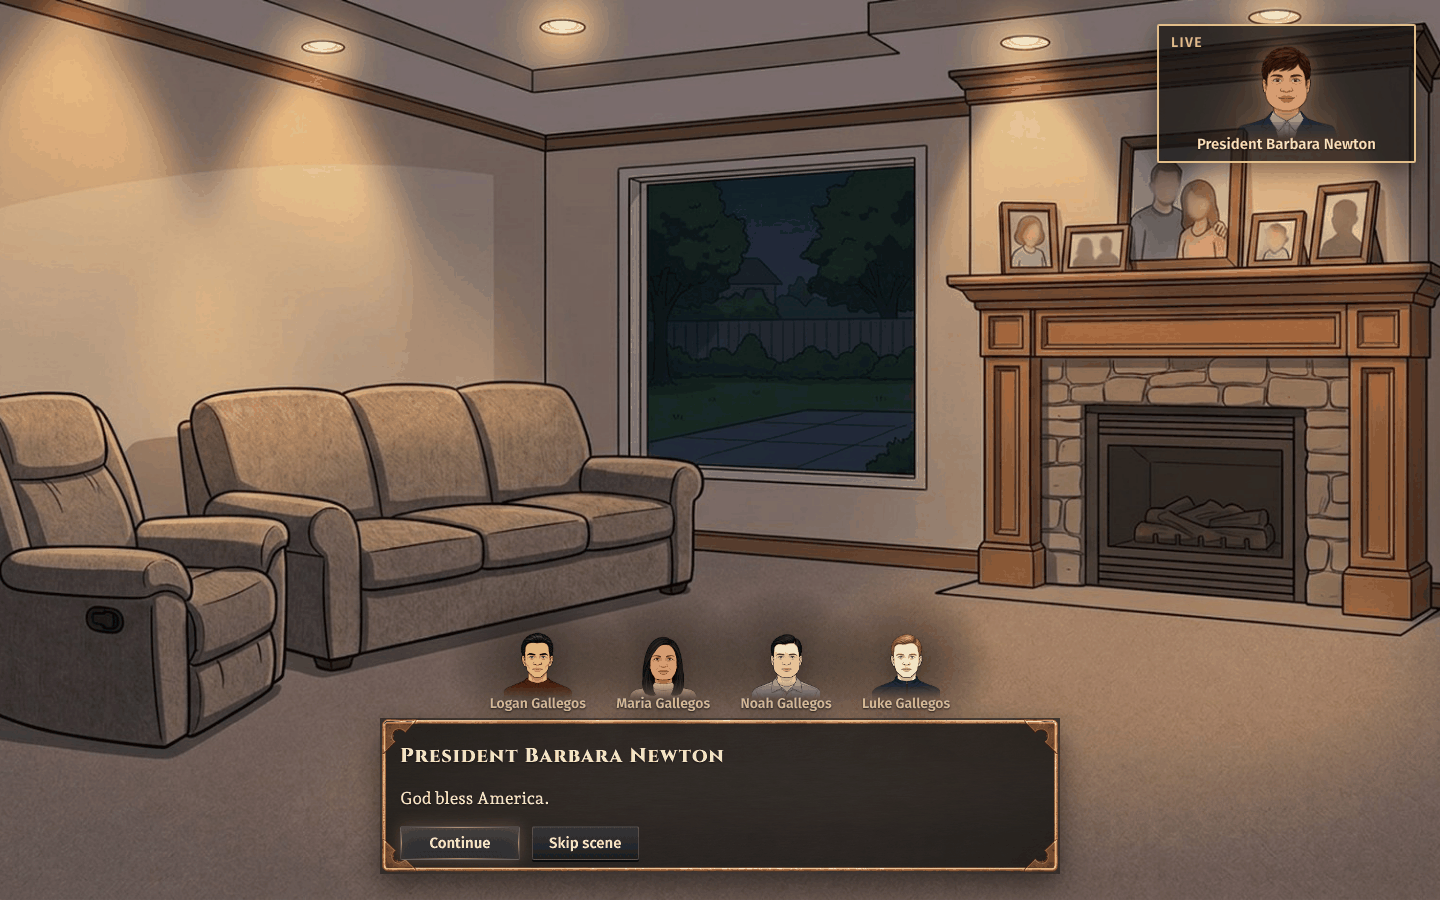 LIVE
President Barbara Newton
Logan Gallegos
Maria Gallegos
Noah Gallegos
Luke Gallegos
President Barbara Newton
God bless America.
Continue
Skip scene